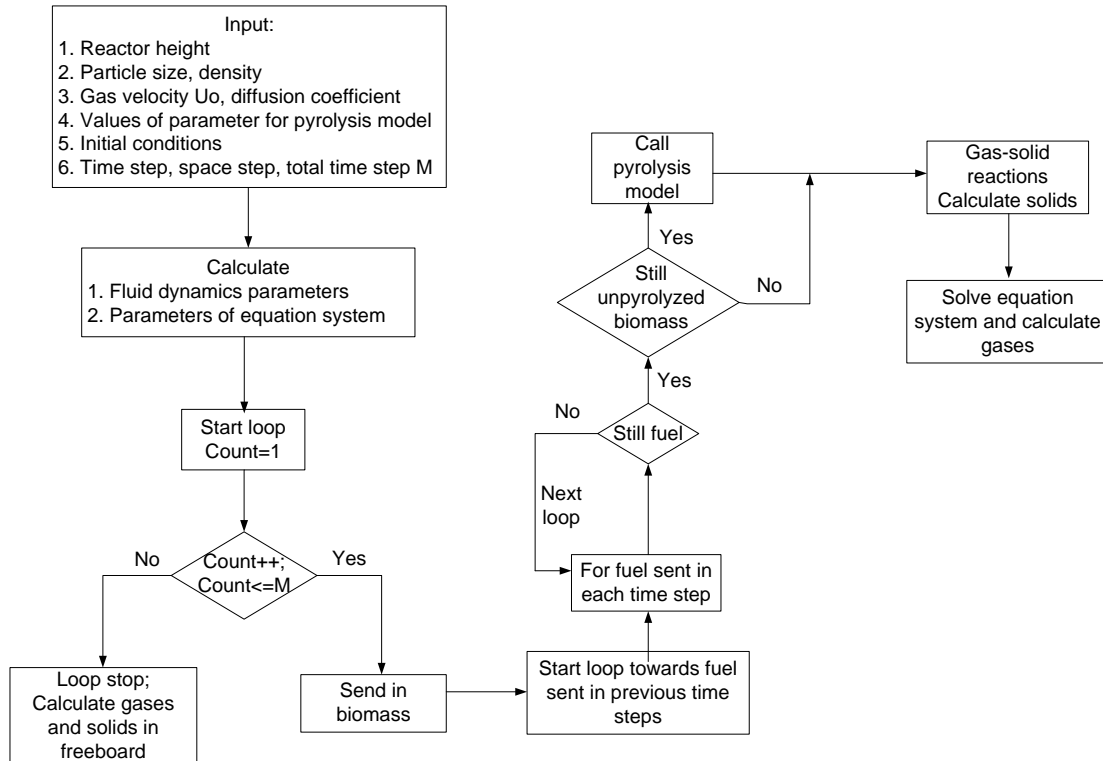 Input:
1. Reactor height
2. Particle size, density
3. Gas velocity Uo, diffusion coefficient
4. Values of parameter for pyrolysis model
5. Initial conditions
6. Time step, space step, total time step M
Calculate
1. Fluid dynamics parameters
2. Parameters of equation system
Start loop
Count=1
Count++;
Count<=M
No
Yes
Loop stop;
Calculate gases
and solids in
freeboard
Send in
biomass
Start loop towards fuel
sent in previous time
steps
For fuel sent in
each time step
Next
loop
No
Still fuel
Yes
Still
unpyrolyzed
biomass
No
Yes
Call
pyrolysis
model
Gas-solid
reactions
Calculate solids
Solve equation
system and calculate
gases